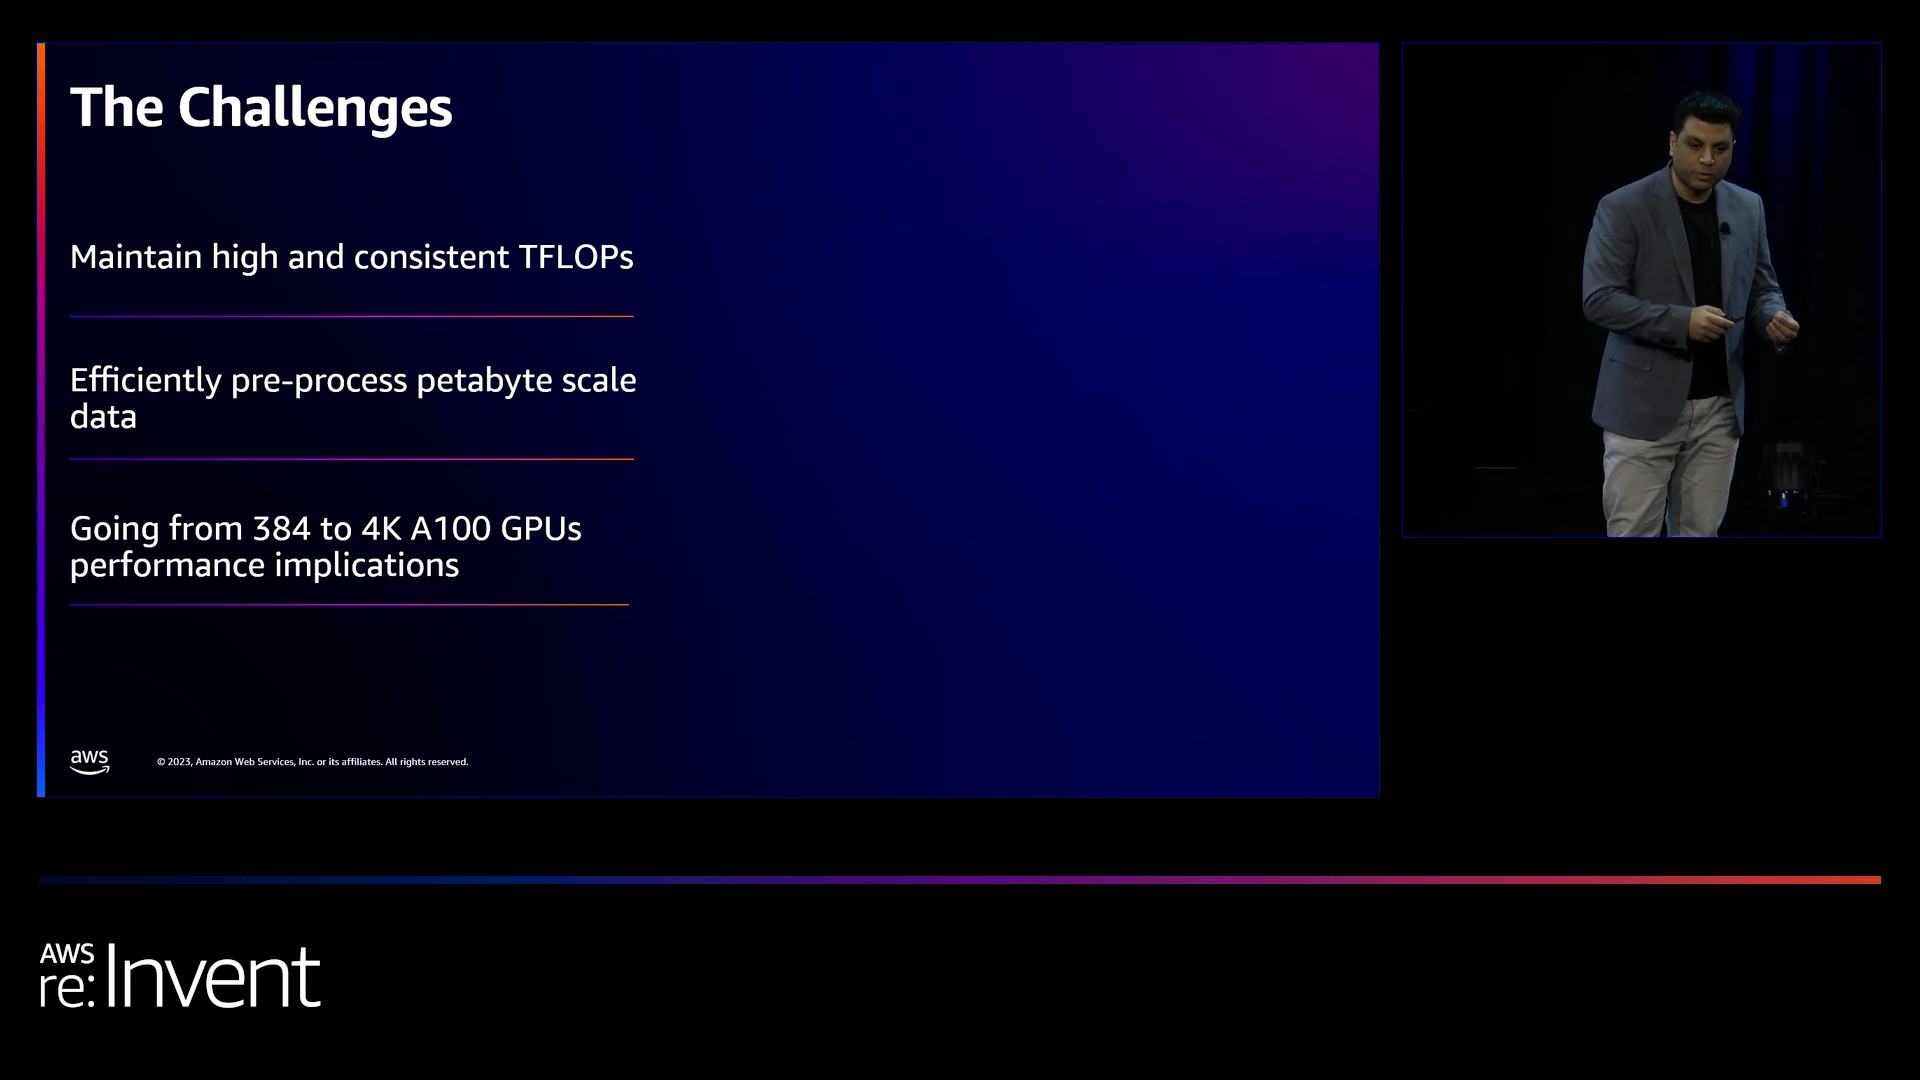 The Challenges
Maintain high and consistent TFLOPs
Efficiently pre-process petabyte scale
data
Going from 384 to 4K A100 GPUs
performance implications
aws
© 2023, Amazon Web Services, Inc. or its affiliates. All rights reserved.
AWS
re:Invent